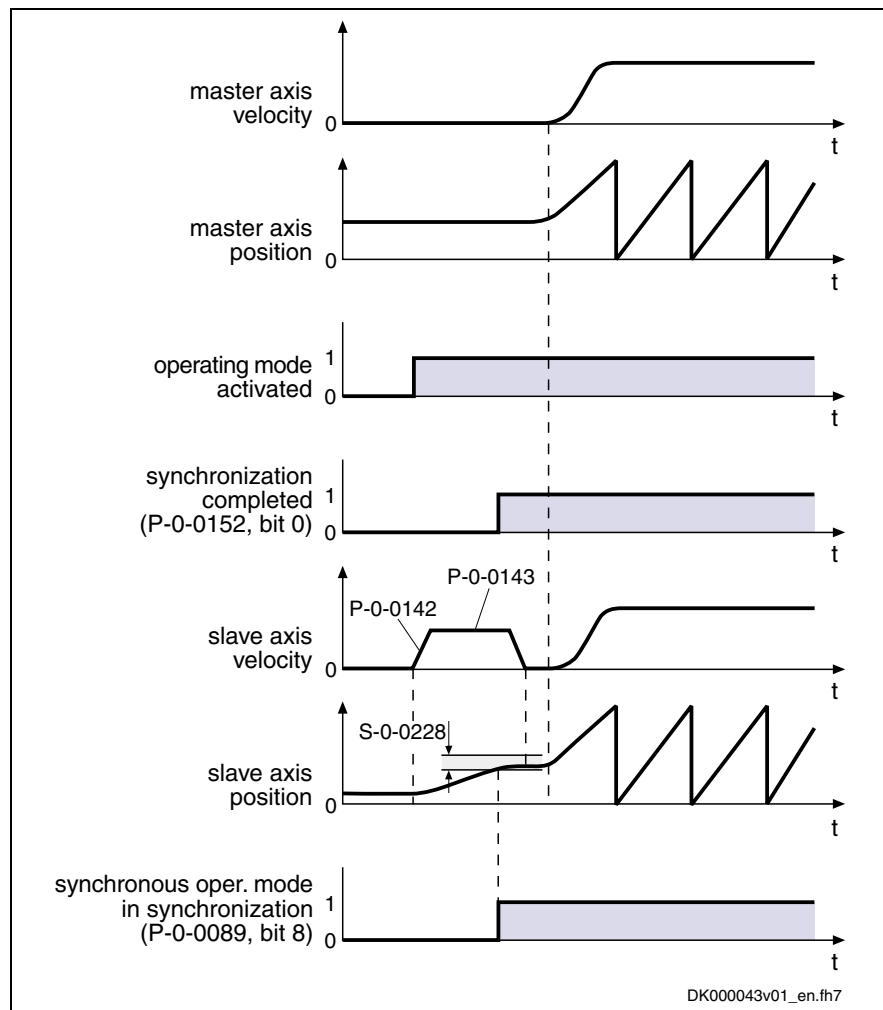 master axis
velocity
0
t
master axis
position
0
t
operating mode
activated
1
0
t
synchronization
completed
(P-0-0152, bit 0)
1
0
t
P-0-0143
P-0-0142
slave axis
velocity
0
t
S-0-0228
slave axis
position
0
t
synchronous oper. mode
in synchronization
(P-0-0089, bit 8)
1
0
t
DK000043v01_en.fh7